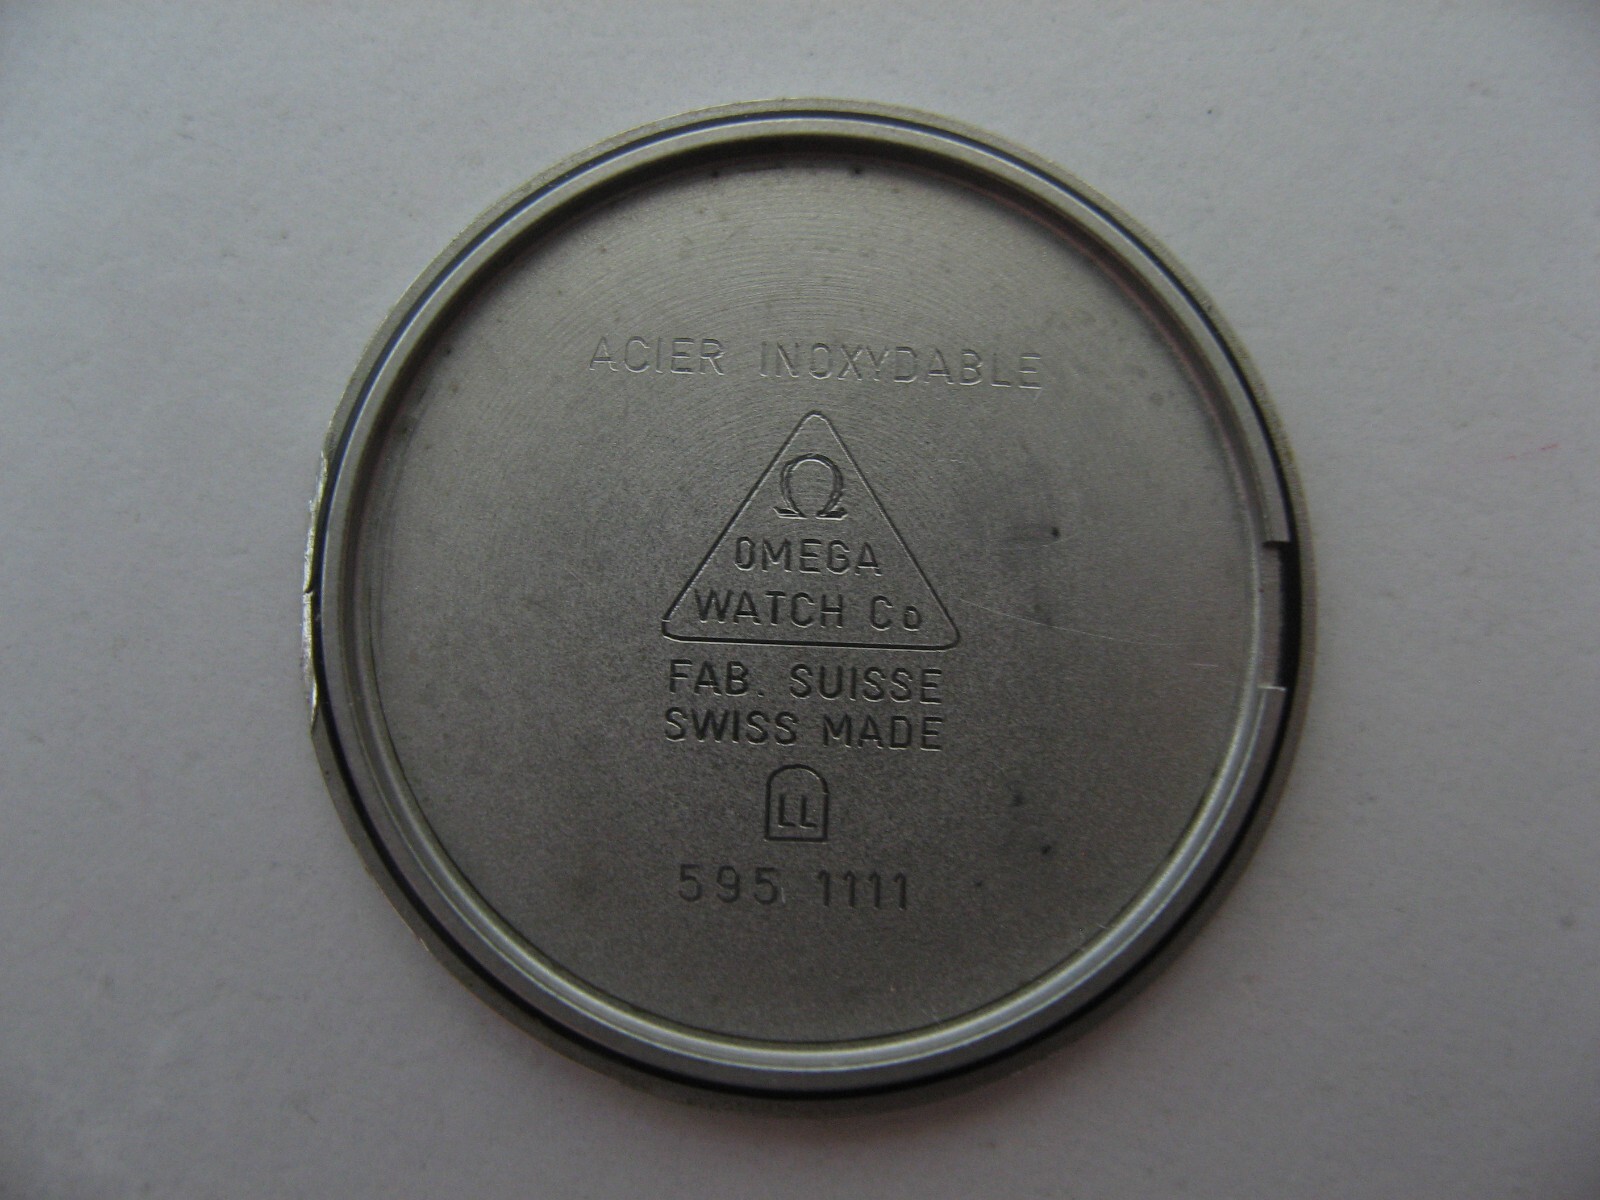 ACIER INOXYDABLE
Ω
OMEGA
WATCH Co
FAB. SUISSE
SWISS MADE
LL
595 1111